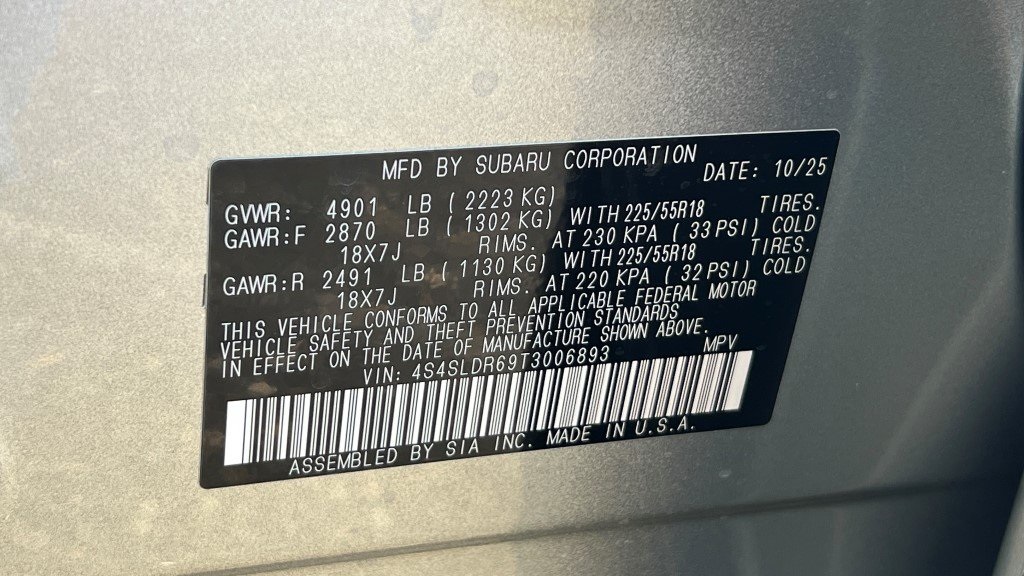 MFD BY SUBARU CORPORATION DATE: 10/25
GVWR: 4901 LB ( 2223 KG)
GAWR:F 2870 LB ( 1302 KG) WITH 225/55R18 TIRES.
18X7J RIMS. AT 230 KPA ( 33 PSI) COLD
GAWR:R 2491 LB ( 1130 KG) WITH 225/55R18 TIRES.
18X7J RIMS. AT 220 KPA ( 32 PSI) COLD
THIS VEHICLE CONFORMS TO ALL APPLICABLE FEDERAL MOTOR
VEHICLE SAFETY AND THEFT PREVENTION STANDARDS
IN EFFECT ON THE DATE OF MANUFACTURE SHOWN ABOVE.
VIN: 4S4SLDR69T3006893 MPV
ASSEMBLED BY SIA INC. MADE IN U.S.A.